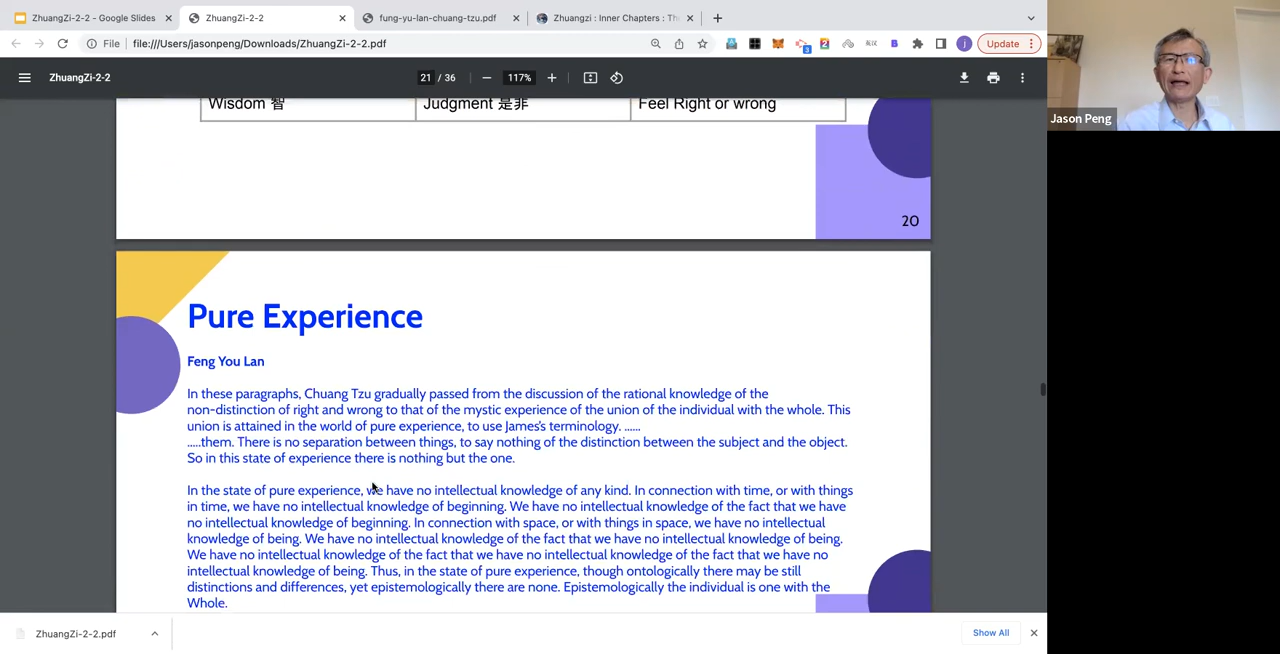 ZhuangZi-2-2 - Google Slides
ZhuangZi-2-2
fung-yu-lan-chuang-tzu.pdf
Zhuangzi : Inner Chapters : Th
File
file:///Users/jasonpeng/Downloads/ZhuangZi-2-2.pdf
Update
ZhuangZi-2-2
21 / 36
117%
Jason Peng
Wisdom 智
Judgment 是非
Feel Right or wrong
20
Pure Experience
Feng You Lan
In these paragraphs, Chuang Tzu gradually passed from the discussion of the rational knowledge of the
non-distinction of right and wrong to that of the mystic experience of the union of the individual with the whole. This
union is attained in the world of pure experience, to use James's terminology. ......
.....them. There is no separation between things, to say nothing of the distinction between the subject and the object.
So in this state of experience there is nothing but the one.
In the state of pure experience, we have no intellectual knowledge of any kind. In connection with time, or with things
in time, we have no intellectual knowledge of beginning. We have no intellectual knowledge of the fact that we have
no intellectual knowledge of beginning. In connection with space, or with things in space, we have no intellectual
knowledge of being. We have no intellectual knowledge of the fact that we have no intellectual knowledge of being.
We have no intellectual knowledge of the fact that we have no intellectual knowledge of the fact that we have no
intellectual knowledge of being. Thus, in the state of pure experience, though ontologically there may be still
distinctions and differences, yet epistemologically there are none. Epistemologically the individual is one with the
Whole.
ZhuangZi-2-2.pdf
Show All